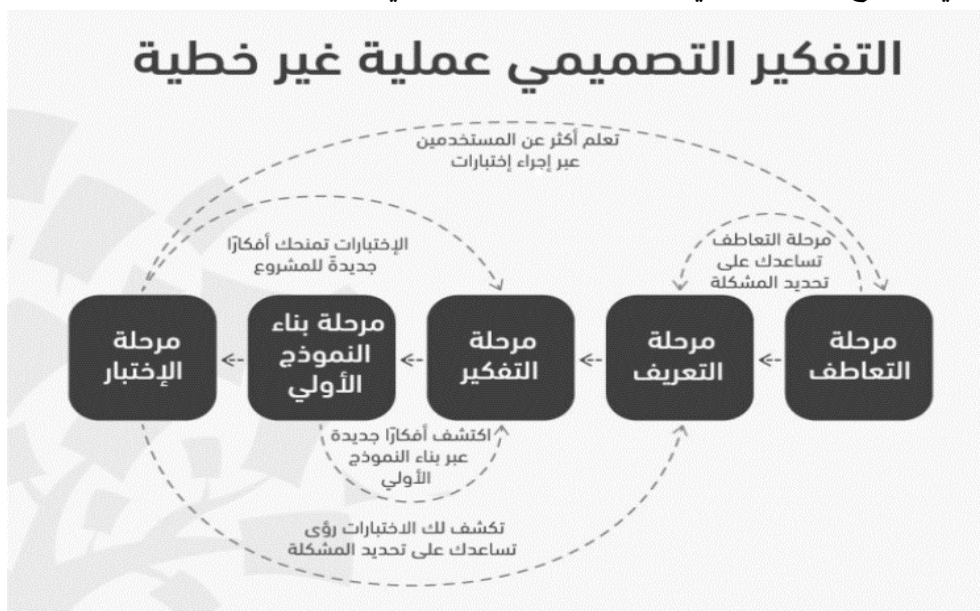 التفكير التصميمي عملية غير خطية
تعلم أكثر عن المستخدمين
عبر إجراء إختبارات
مرحلة التعاطف
تساعدك على
تحديد المشكلة
الإختبارات تمنحك أفكارًا
جديدةً للمشروع
مرحلة
التعاطف
مرحلة
التعريف
مرحلة
التفكير
مرحلة بناء
النموذج
الأولي
مرحلة
الإختبار
اكتشف أفكارًا جديدة
عبر بناء النموذج
الأولي
تكشف لك الاختبارات رؤى
تساعدك على تحديد المشكلة